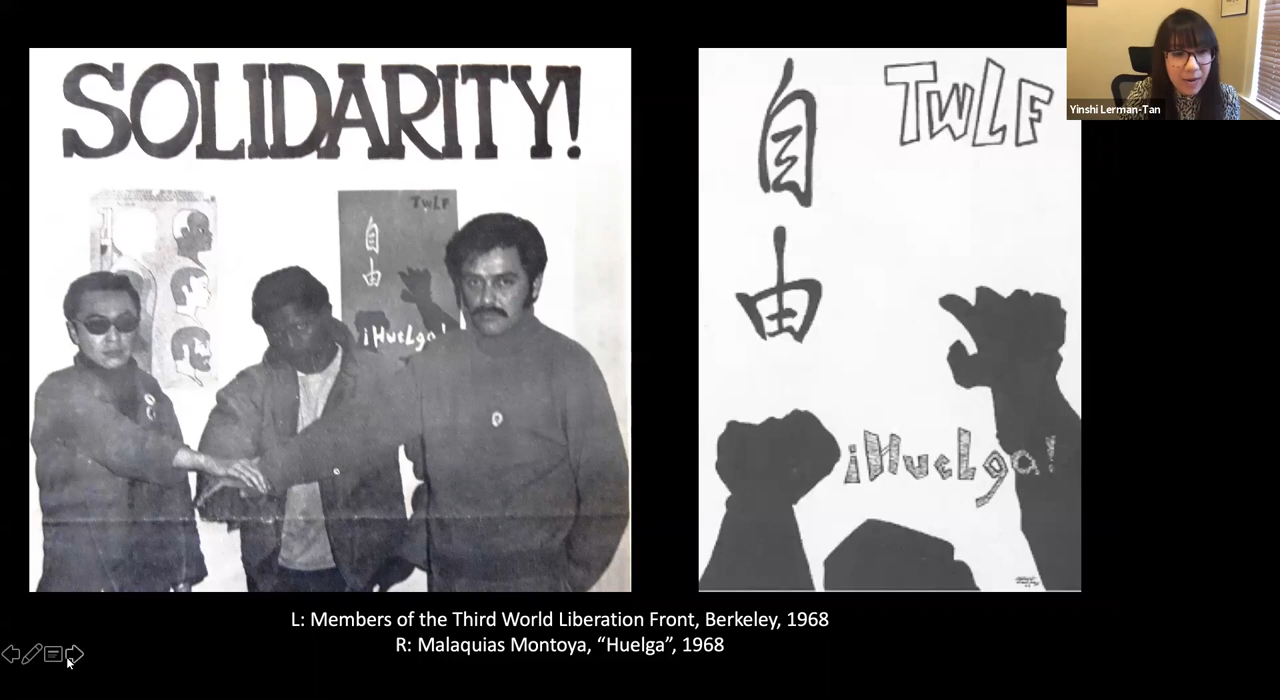 SOLIDARITY!
TWLF
自
由
¡HueLga!
TWLF
自
由
¡HueLga!
Yinshi Lerman-Tan
L: Members of the Third World Liberation Front, Berkeley, 1968
R: Malaquias Montoya, “Huelga”, 1968